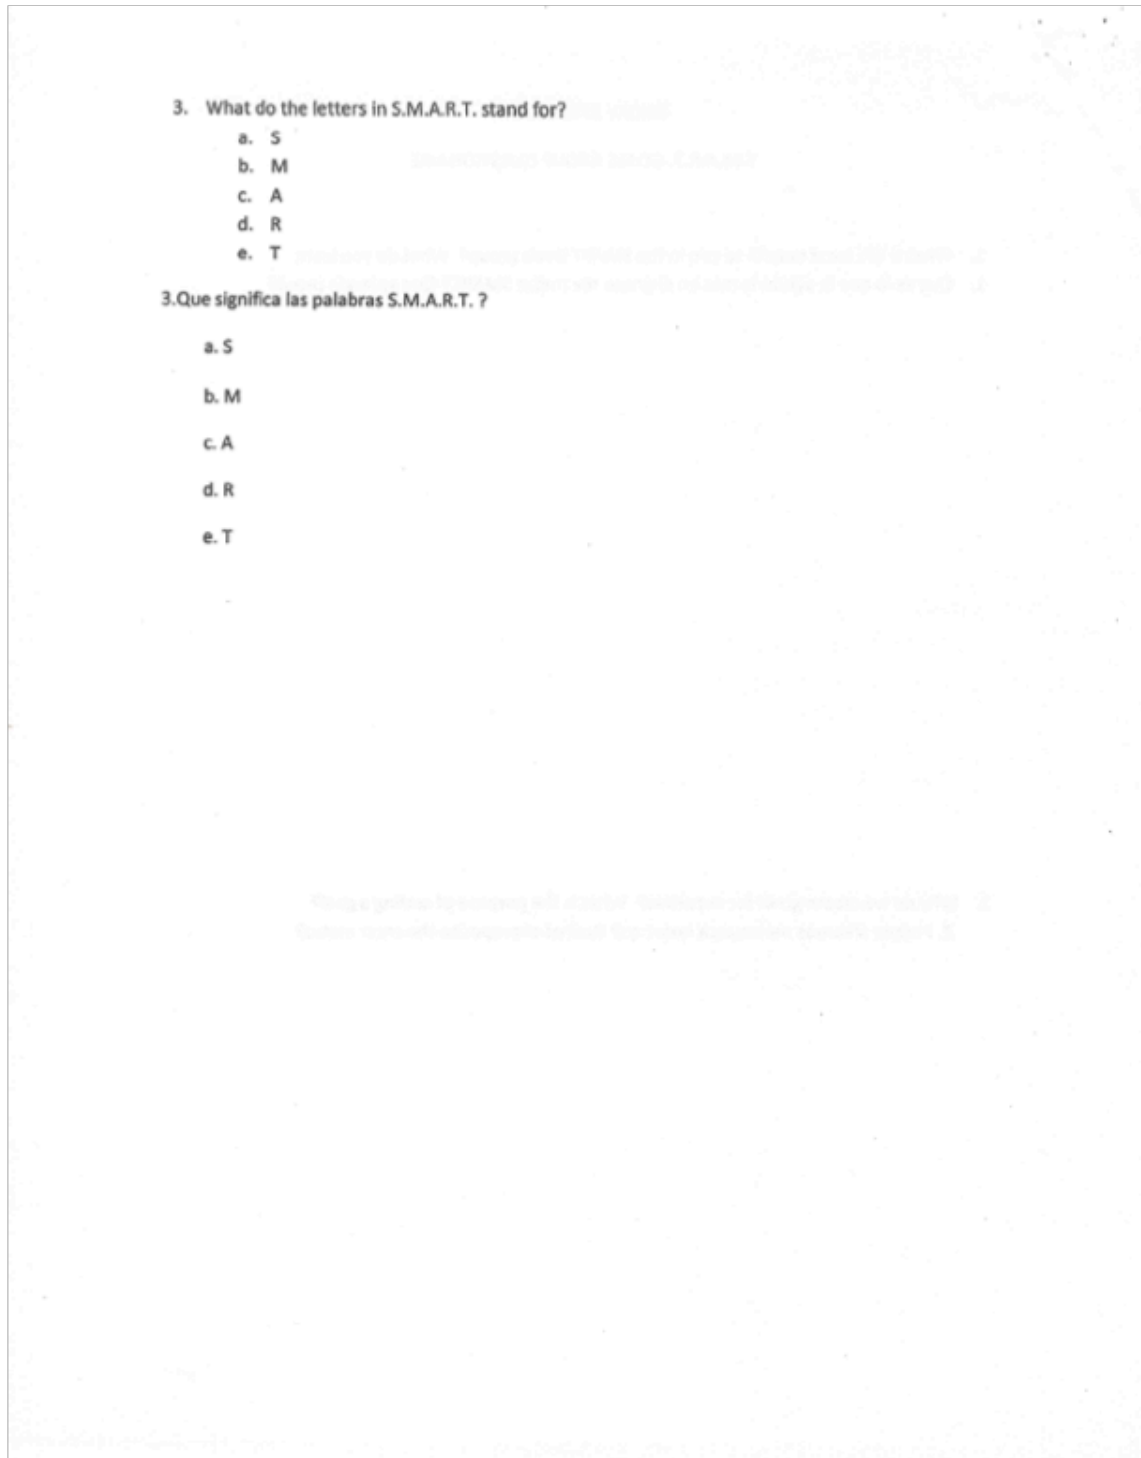 3. What do the letters in S.M.A.R.T. stand for?
a. S
b. M
c. A
d. R
e. T
3.Que significa las palabras S.M.A.R.T. ?
a. S
b. M
c. A
d. R
e. T